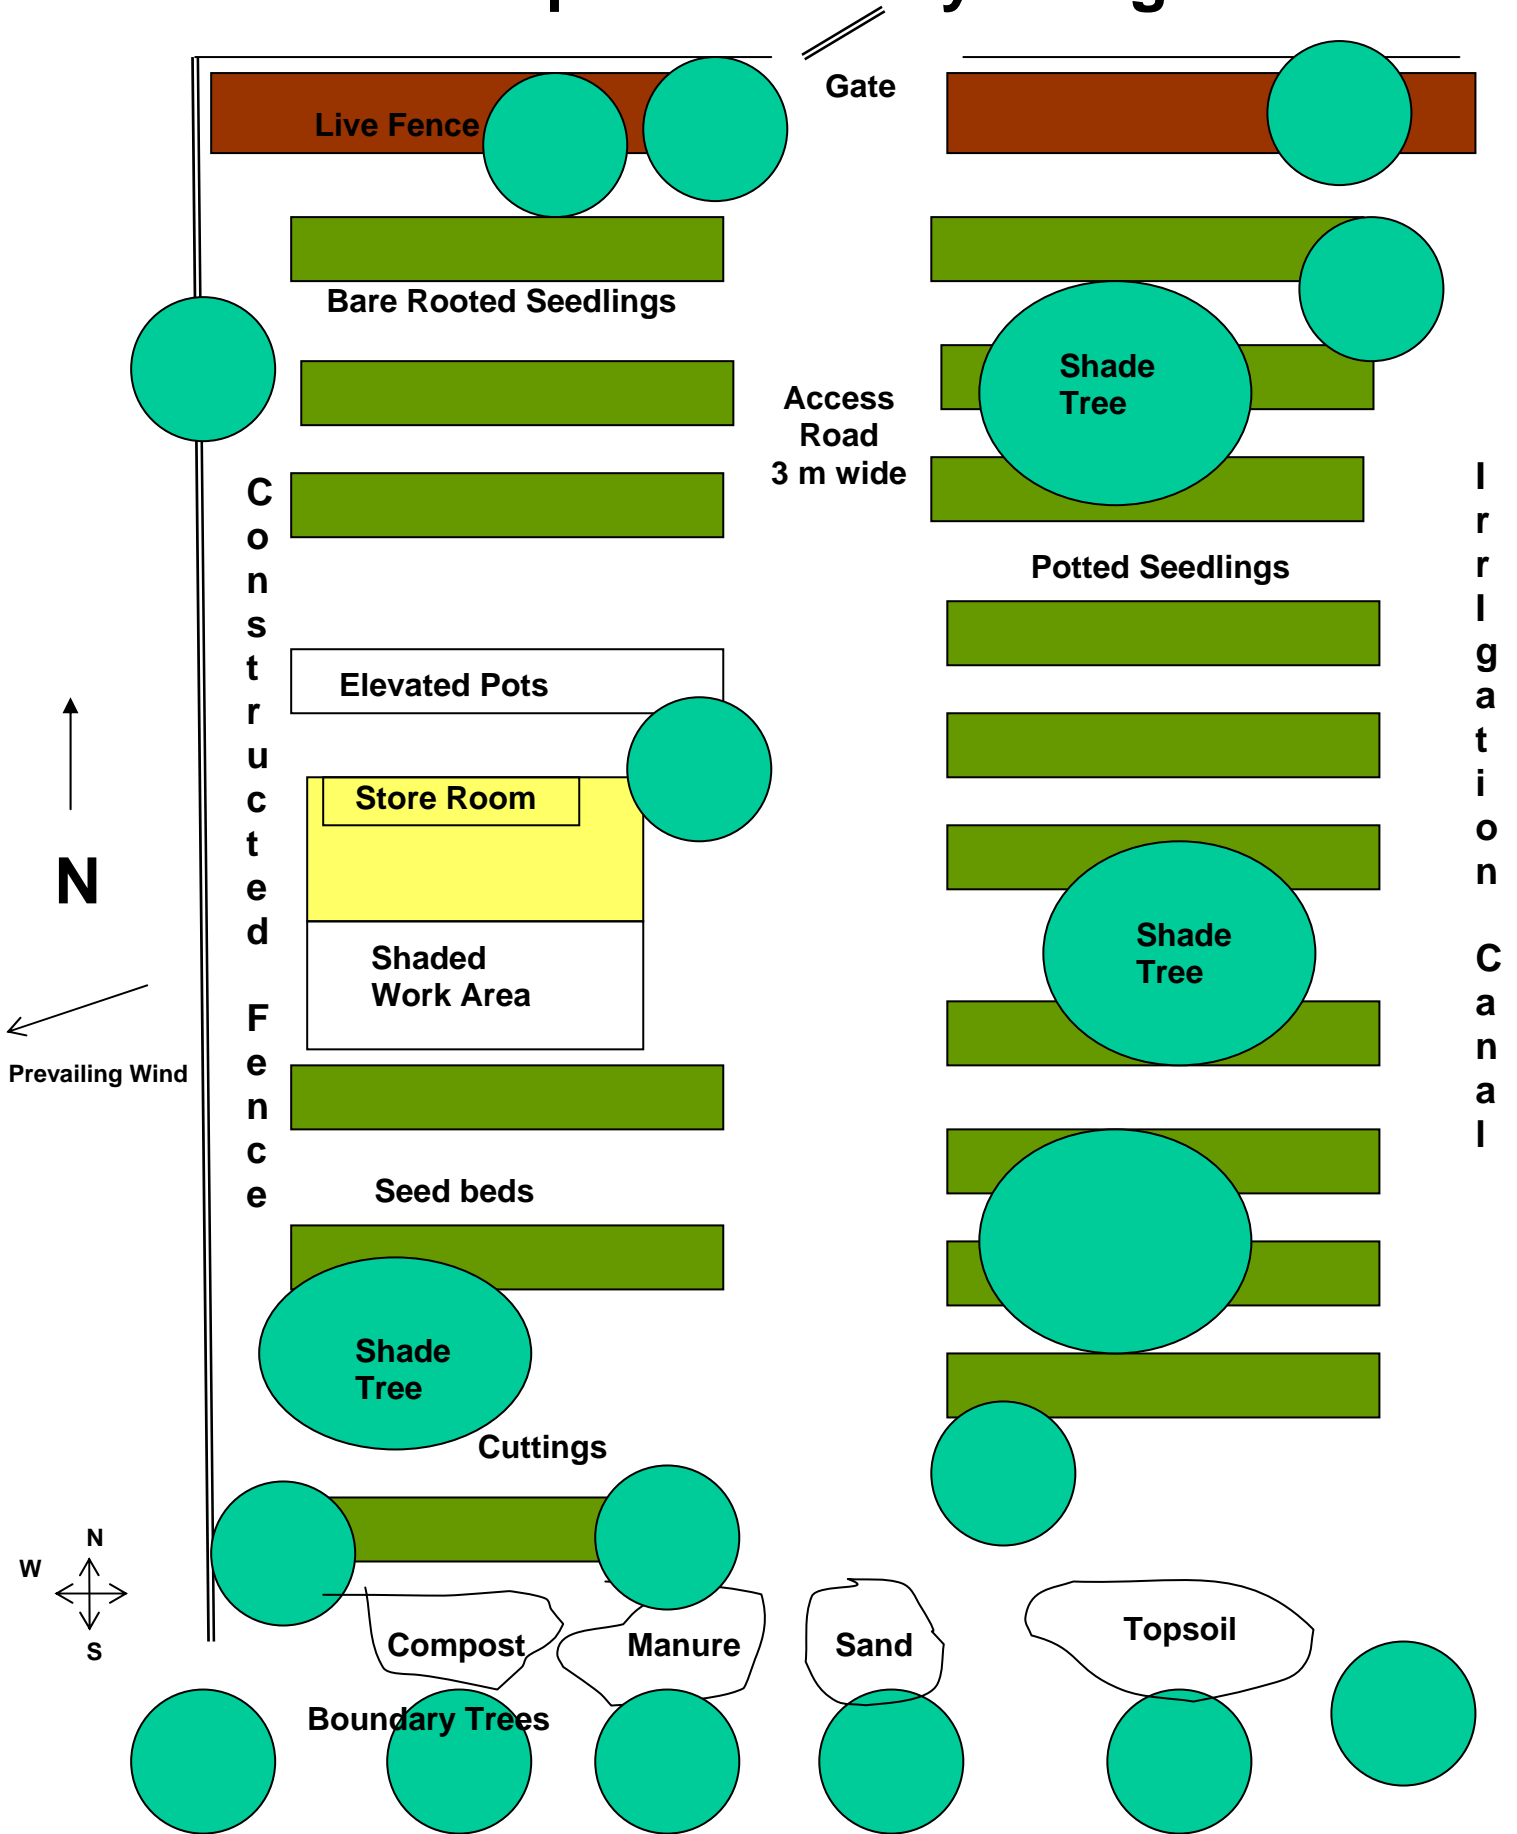 Gate
Live Fence
Bare Rooted Seedlings
Shade
Tree
Access
Road
3 m wide
Constructed Fence
IrrIgation Canal
Potted Seedlings
Elevated Pots
Store Room
N
Shaded
Work Area
Shade
Tree
Prevailing Wind
Seed beds
Shade
Tree
Cuttings
N
W
S
Compost
Manure
Sand
Topsoil
Boundary Trees